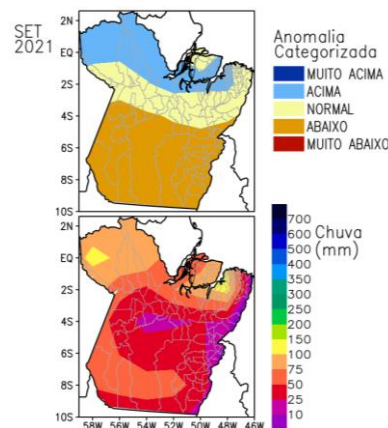 SET
2021
2N
EQ
2S
4S
6S
8S
10S
Anomalia
Categorizada
MUITO ACIMA
ACIMA
NORMAL
ABAIXO
MUITO ABAIXO
2N
EQ
2S
4S
6S
8S
10S
58W 56W 54W 52W 50W 48W 46W
Chuva
(mm)
700
500
400
350
300
250
200
150
100
75
50
25
10